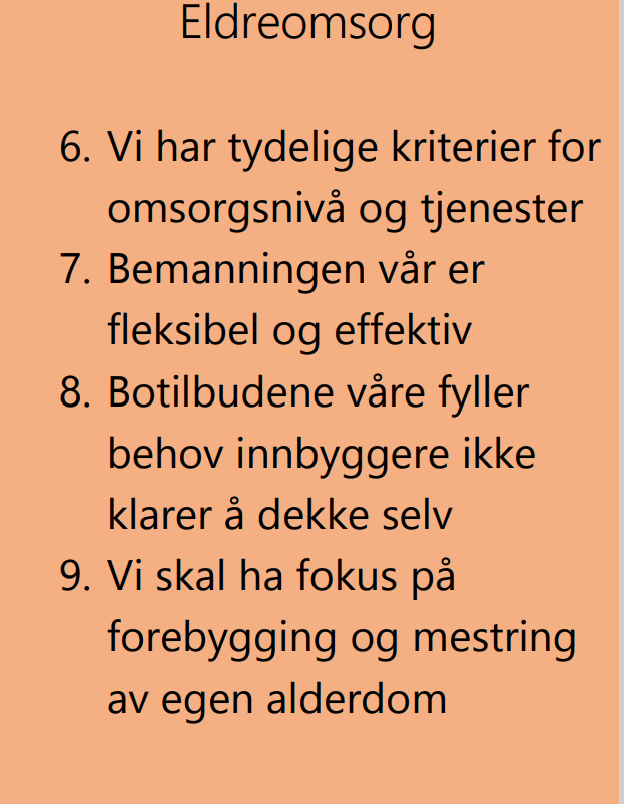 Eldreomsorg
6. Vi har tydelige kriterier for
omsorgsnivå og tjenester
7. Bemanningen vår er
fleksibel og effektiv
8. Botilbudene våre fyller
behov innbyggere ikke
klarer å dekke selv
9. Vi skal ha fokus på
forebygging og mestring
av egen alderdom